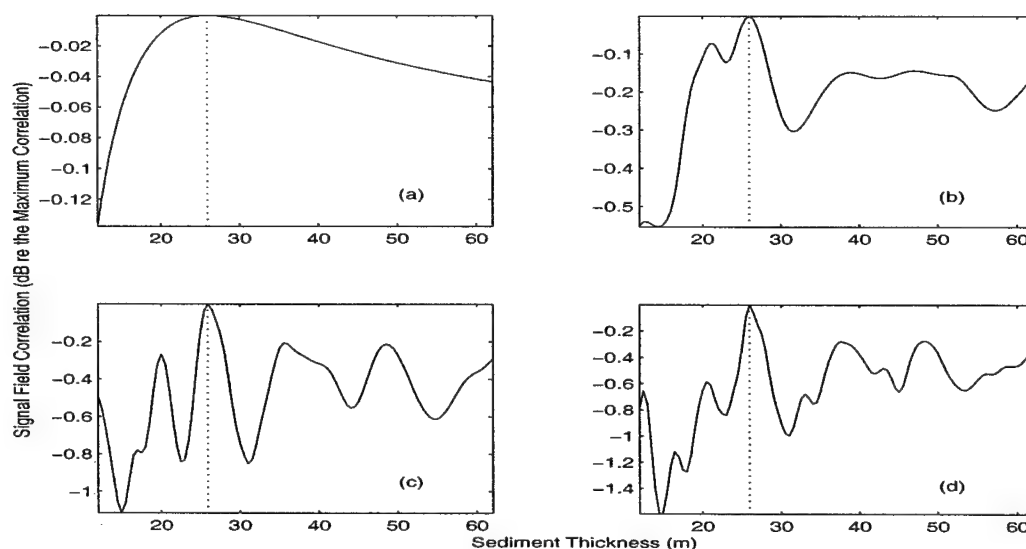 Signal Field Correlation (dB re the Maximum Correlation)
-0.02
-0.04
-0.06
-0.08
-0.1
-0.12
(a)
20 30 40 50 60
-0.1
-0.2
-0.3
-0.4
-0.5
(b)
20 30 40 50 60
-0.2
-0.4
-0.6
-0.8
-1
(c)
20 30 40 50 60
-0.2
-0.4
-0.6
-0.8
-1
-1.2
-1.4
(d)
20 30 40 50 60
Sediment Thickness (m)